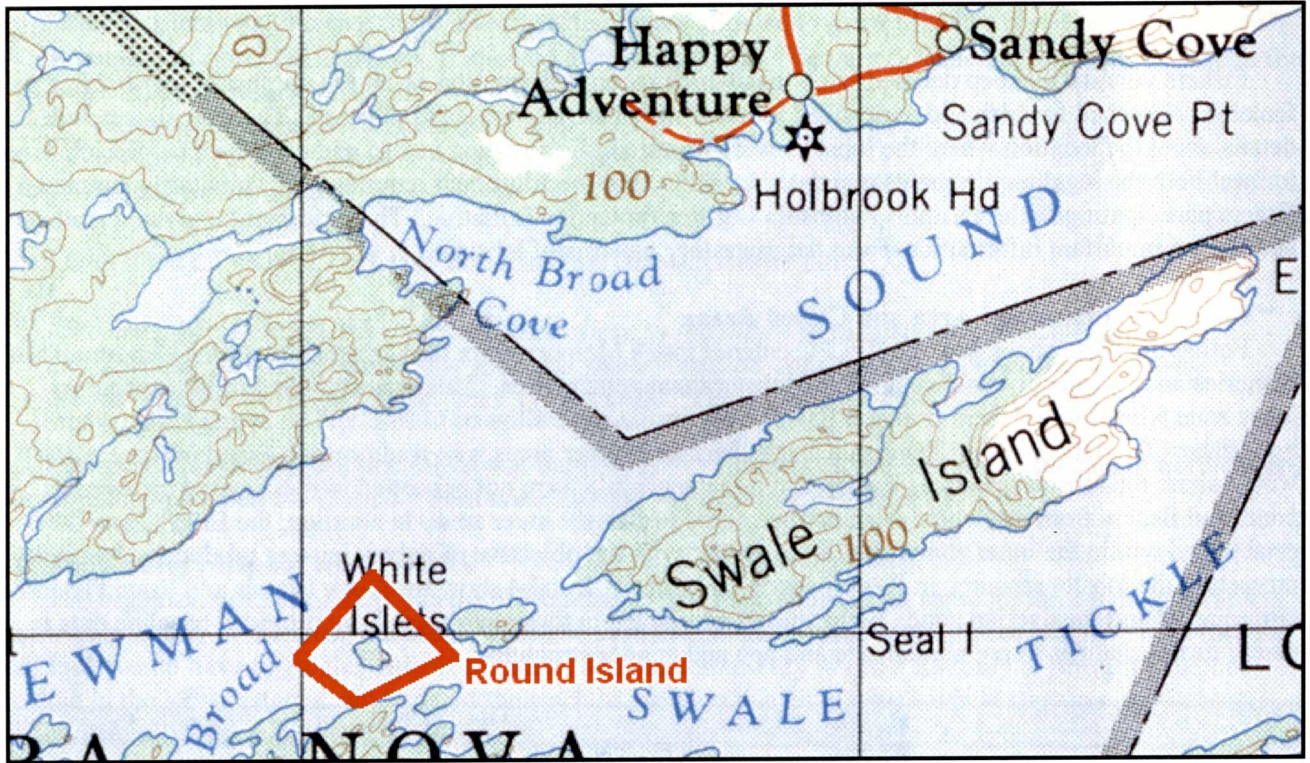 Happy
Adventure
Sandy Cove
Sandy Cove Pt
100
Holbrook Hd
North Broad
Cove
SOUND
E
Island
Swale
100
White
Islets
EWMAN
Broad
Round Island
Seal I
TICKLE
SWALE
LO
RA NOVA